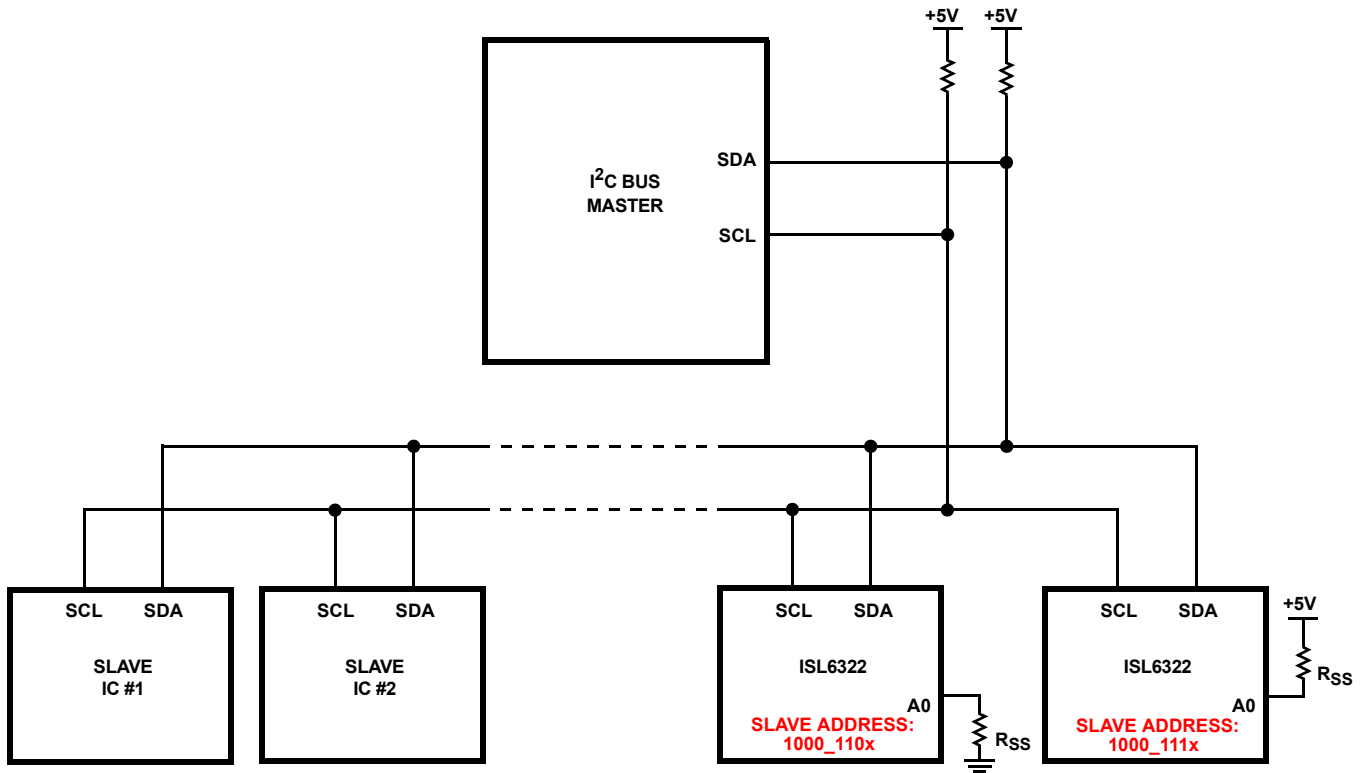 +5V +5V
I²C BUS
MASTER
SDA
SCL
SCL SDA
SLAVE
IC #1
SCL SDA
SLAVE
IC #2
SCL SDA
ISL6322
A0
SLAVE ADDRESS:
1000_110x
RSS
SCL SDA
ISL6322
A0
SLAVE ADDRESS:
1000_111x
+5V
RSS